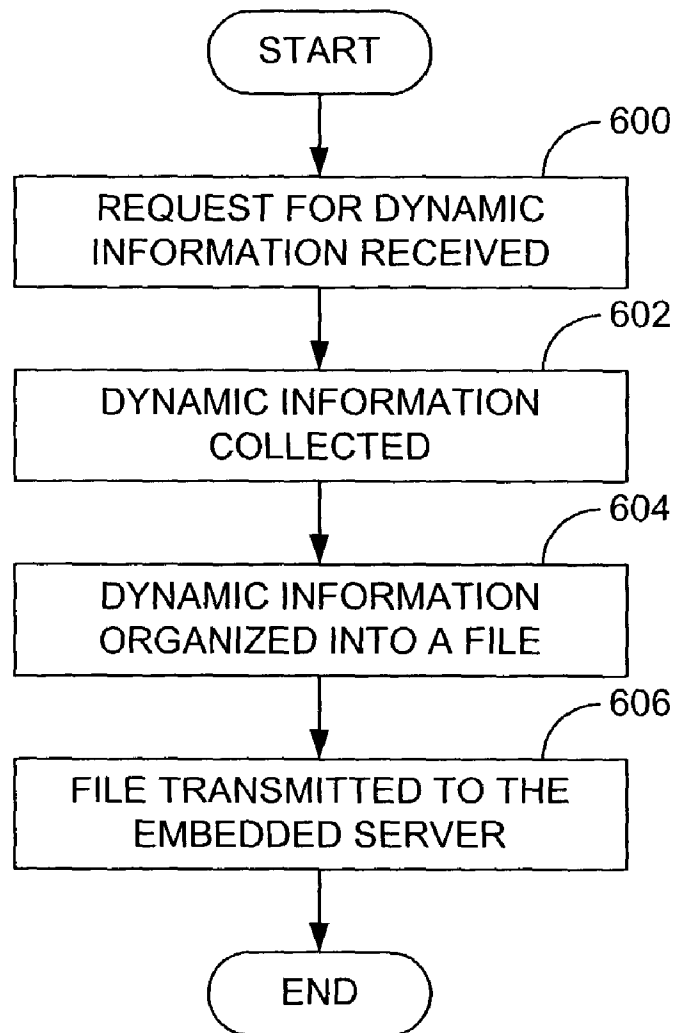 START
600
REQUEST FOR DYNAMIC
INFORMATION RECEIVED
602
DYNAMIC INFORMATION
COLLECTED
604
DYNAMIC INFORMATION
ORGANIZED INTO A FILE
606
FILE TRANSMITTED TO THE
EMBEDDED SERVER
END